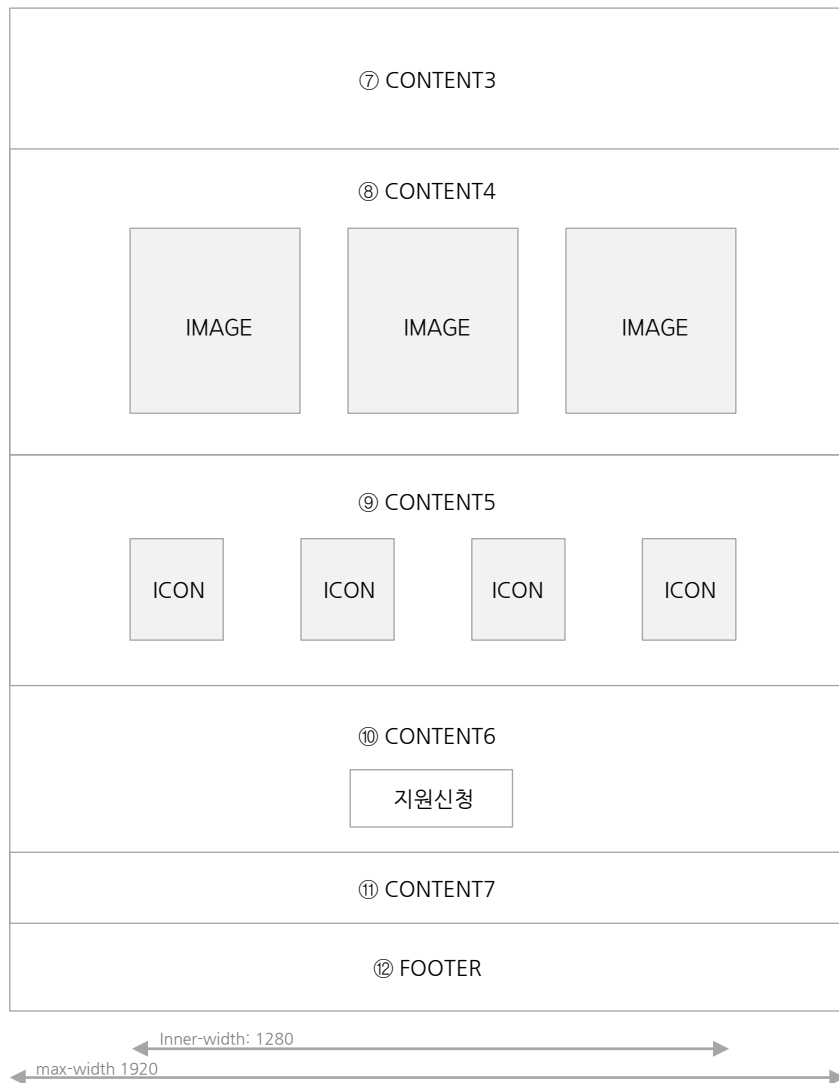 ⑦ CONTENT3
⑧ CONTENT4
IMAGE IMAGE IMAGE
⑨ CONTENT5
ICON ICON ICON ICON
⑩ CONTENT6
지원신청
⑪ CONTENT7
⑫ FOOTER
Inner-width: 1280
max-width 1920